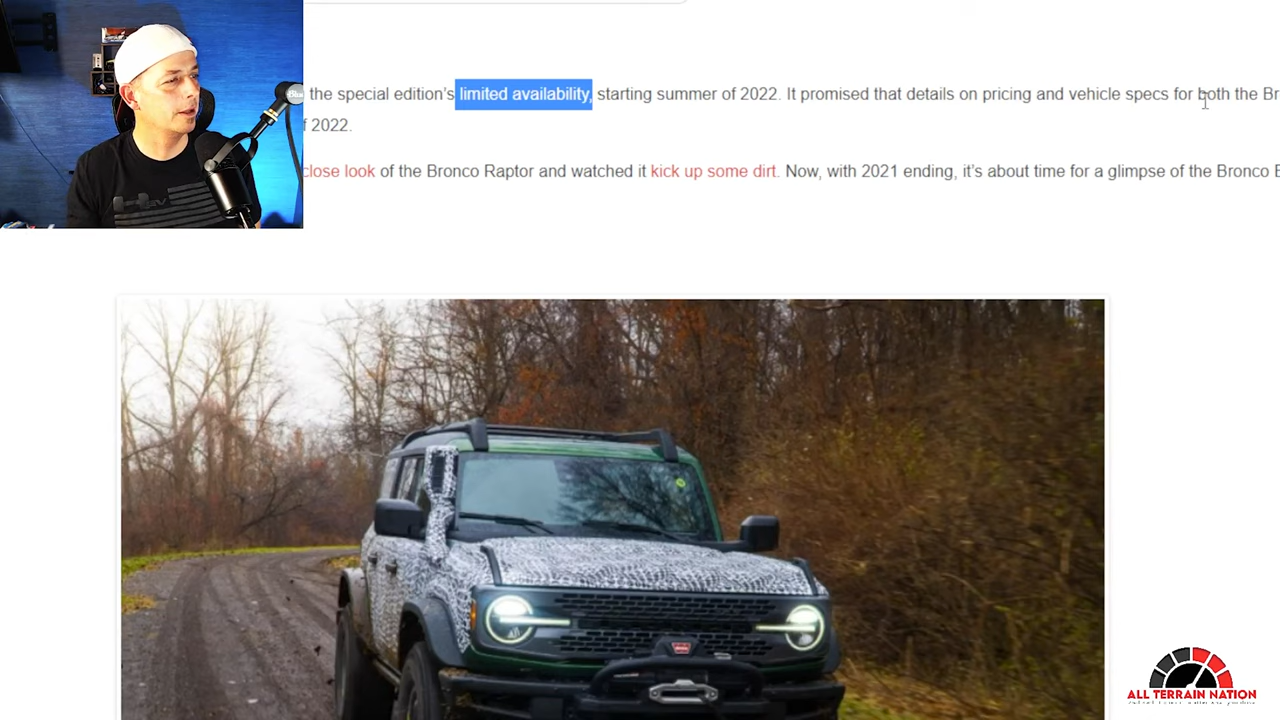 the special edition's limited availability, starting summer of 2022. It promised that details on pricing and vehicle specs for both the Br
f 2022.
close look of the Bronco Raptor and watched it kick up some dirt. Now, with 2021 ending, it's about time for a glimpse of the Bronco E
ALL TERRAIN NATION